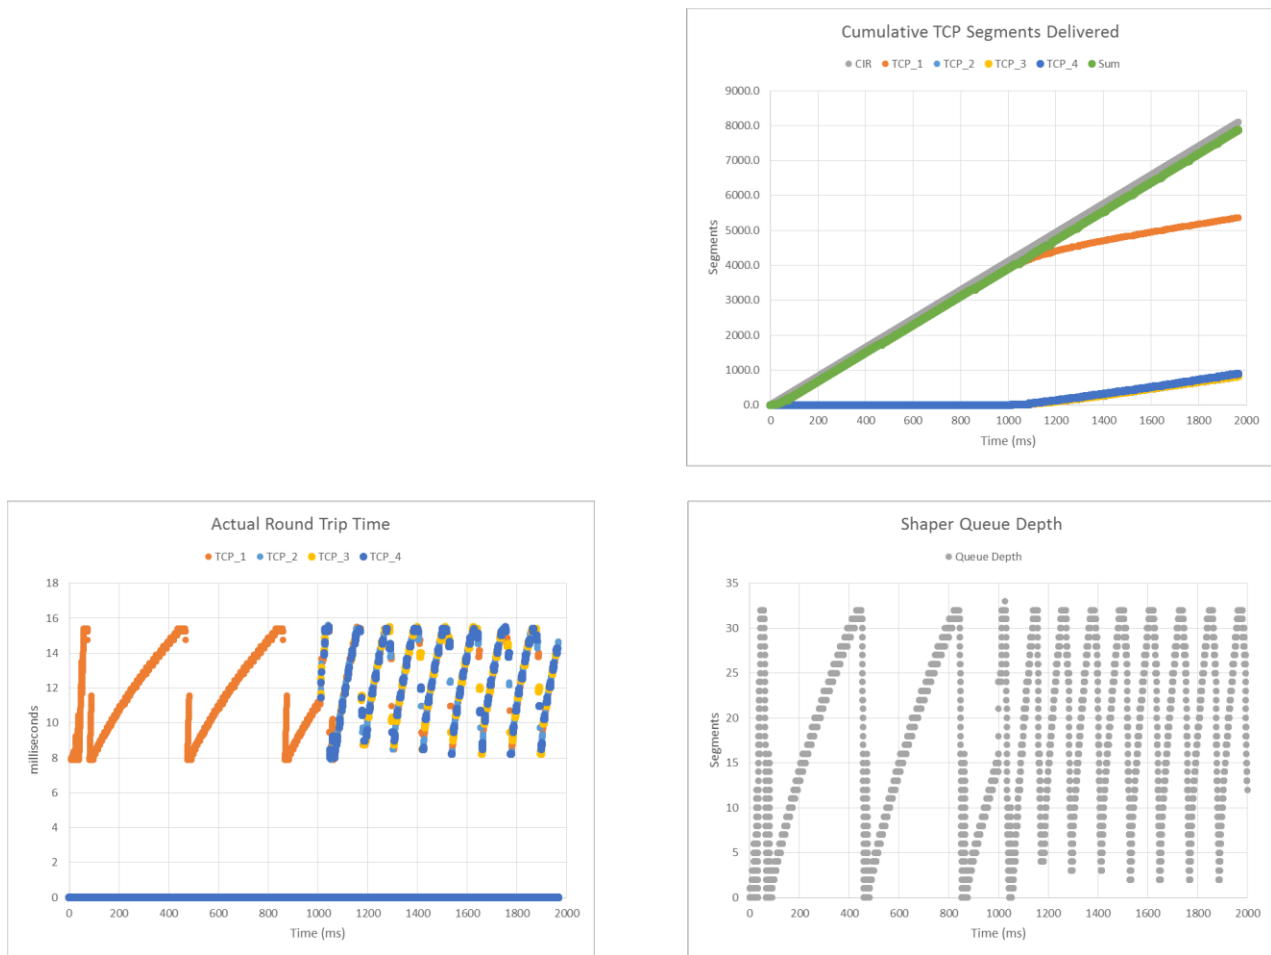 Cumulative TCP Segments Delivered
CIR TCP_1 TCP_2 TCP_3 TCP_4 Sum
9000.0
8000.0
7000.0
6000.0
5000.0
4000.0
3000.0
2000.0
1000.0
0.0
Segments
0 200 400 600 800 1000 1200 1400 1600 1800 2000
Time (ms)
Actual Round Trip Time
TCP_1 TCP_2 TCP_3 TCP_4
18
16
14
12
10
8
6
4
2
0
milliseconds
0 200 400 600 800 1000 1200 1400 1600 1800 2000
Time (ms)
Shaper Queue Depth
Queue Depth
35
30
25
20
15
10
5
0
Segments
0 200 400 600 800 1000 1200 1400 1600 1800 2000
Time (ms)